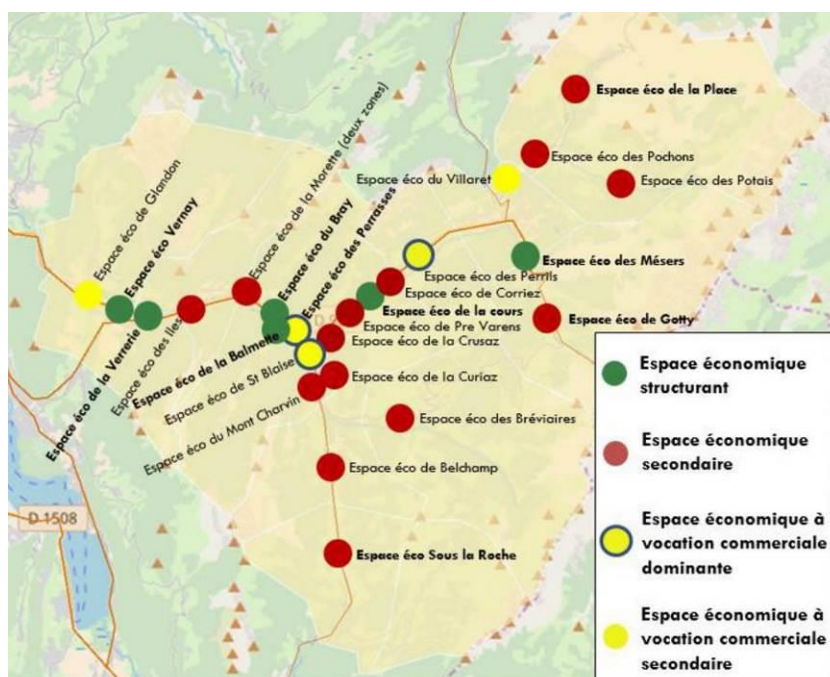 Espace éco de la Place
Espace éco des Pochons
Espace éco du Villaret
Espace éco des Potais
Espace éco de Glandon
Espace éco Vernay
Espace éco de la Morette (deux zones)
Espace éco du Bray
Espace éco des Perrasses
Espace éco des Mésers
Espace éco des Perrils
Espace éco de Corriez
Espace éco de la cours
Espace éco de Pre Varens
Espace éco de la Crusaz
Espace éco de Gotty
Espace éco de la Verrerie
Espace éco des Iles
Espace éco de la Balmette
Espace éco de St Blaise
Espace éco du Mont Charvin
Espace éco de la Curiaz
Espace éco des Bréviaires
Espace éco de Belchamp
D 1508
Espace éco Sous la Roche
Espace économique
structurant
Espace économique
secondaire
Espace économique à
vocation commerciale
dominante
Espace économique à
vocation commerciale
secondaire